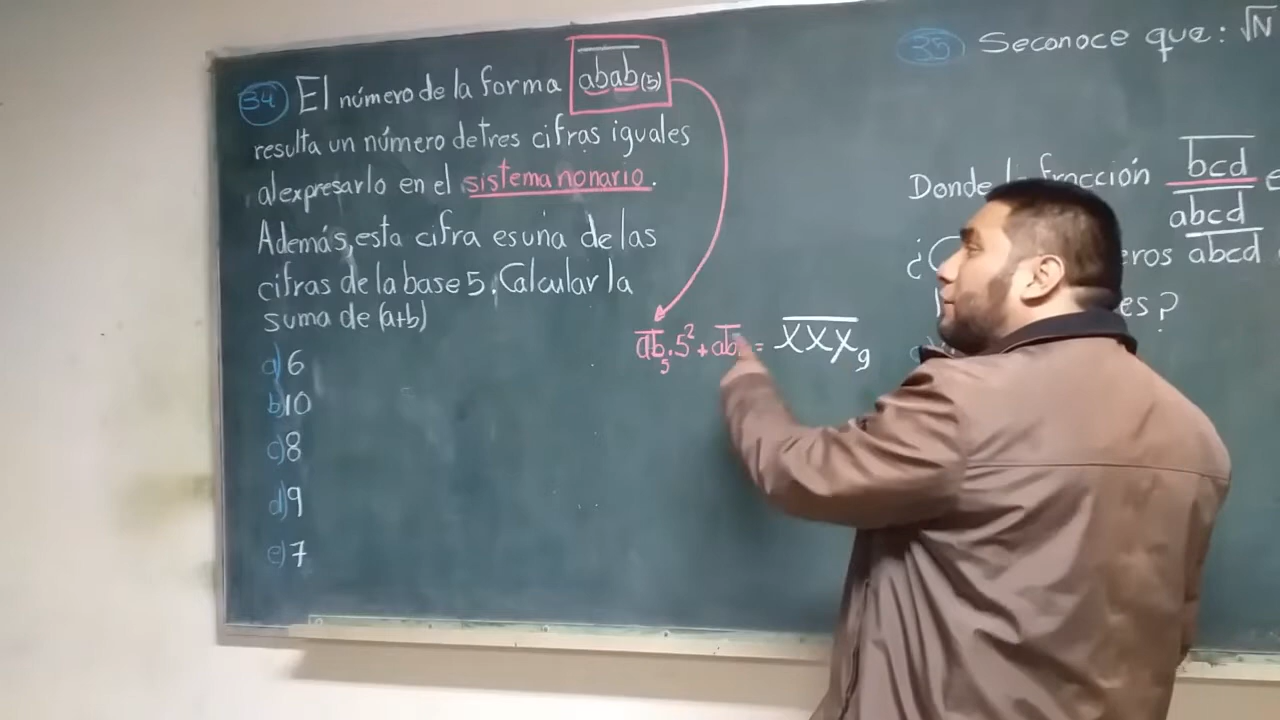 34 El número de la forma abab(5)
resulta un número de tres cifras iguales
al expresarlo en el sistema nonario.
Además, esta cifra es una de las
cifras de la base 5. Calcular la
suma de (a+b)
a) 6
b) 10
c) 8
d) 9
e) 7
ab5.5²+ab = xxx9
35 Se conoce que: √N
Donde la fracción bcd
abcd
eros abcd
es?